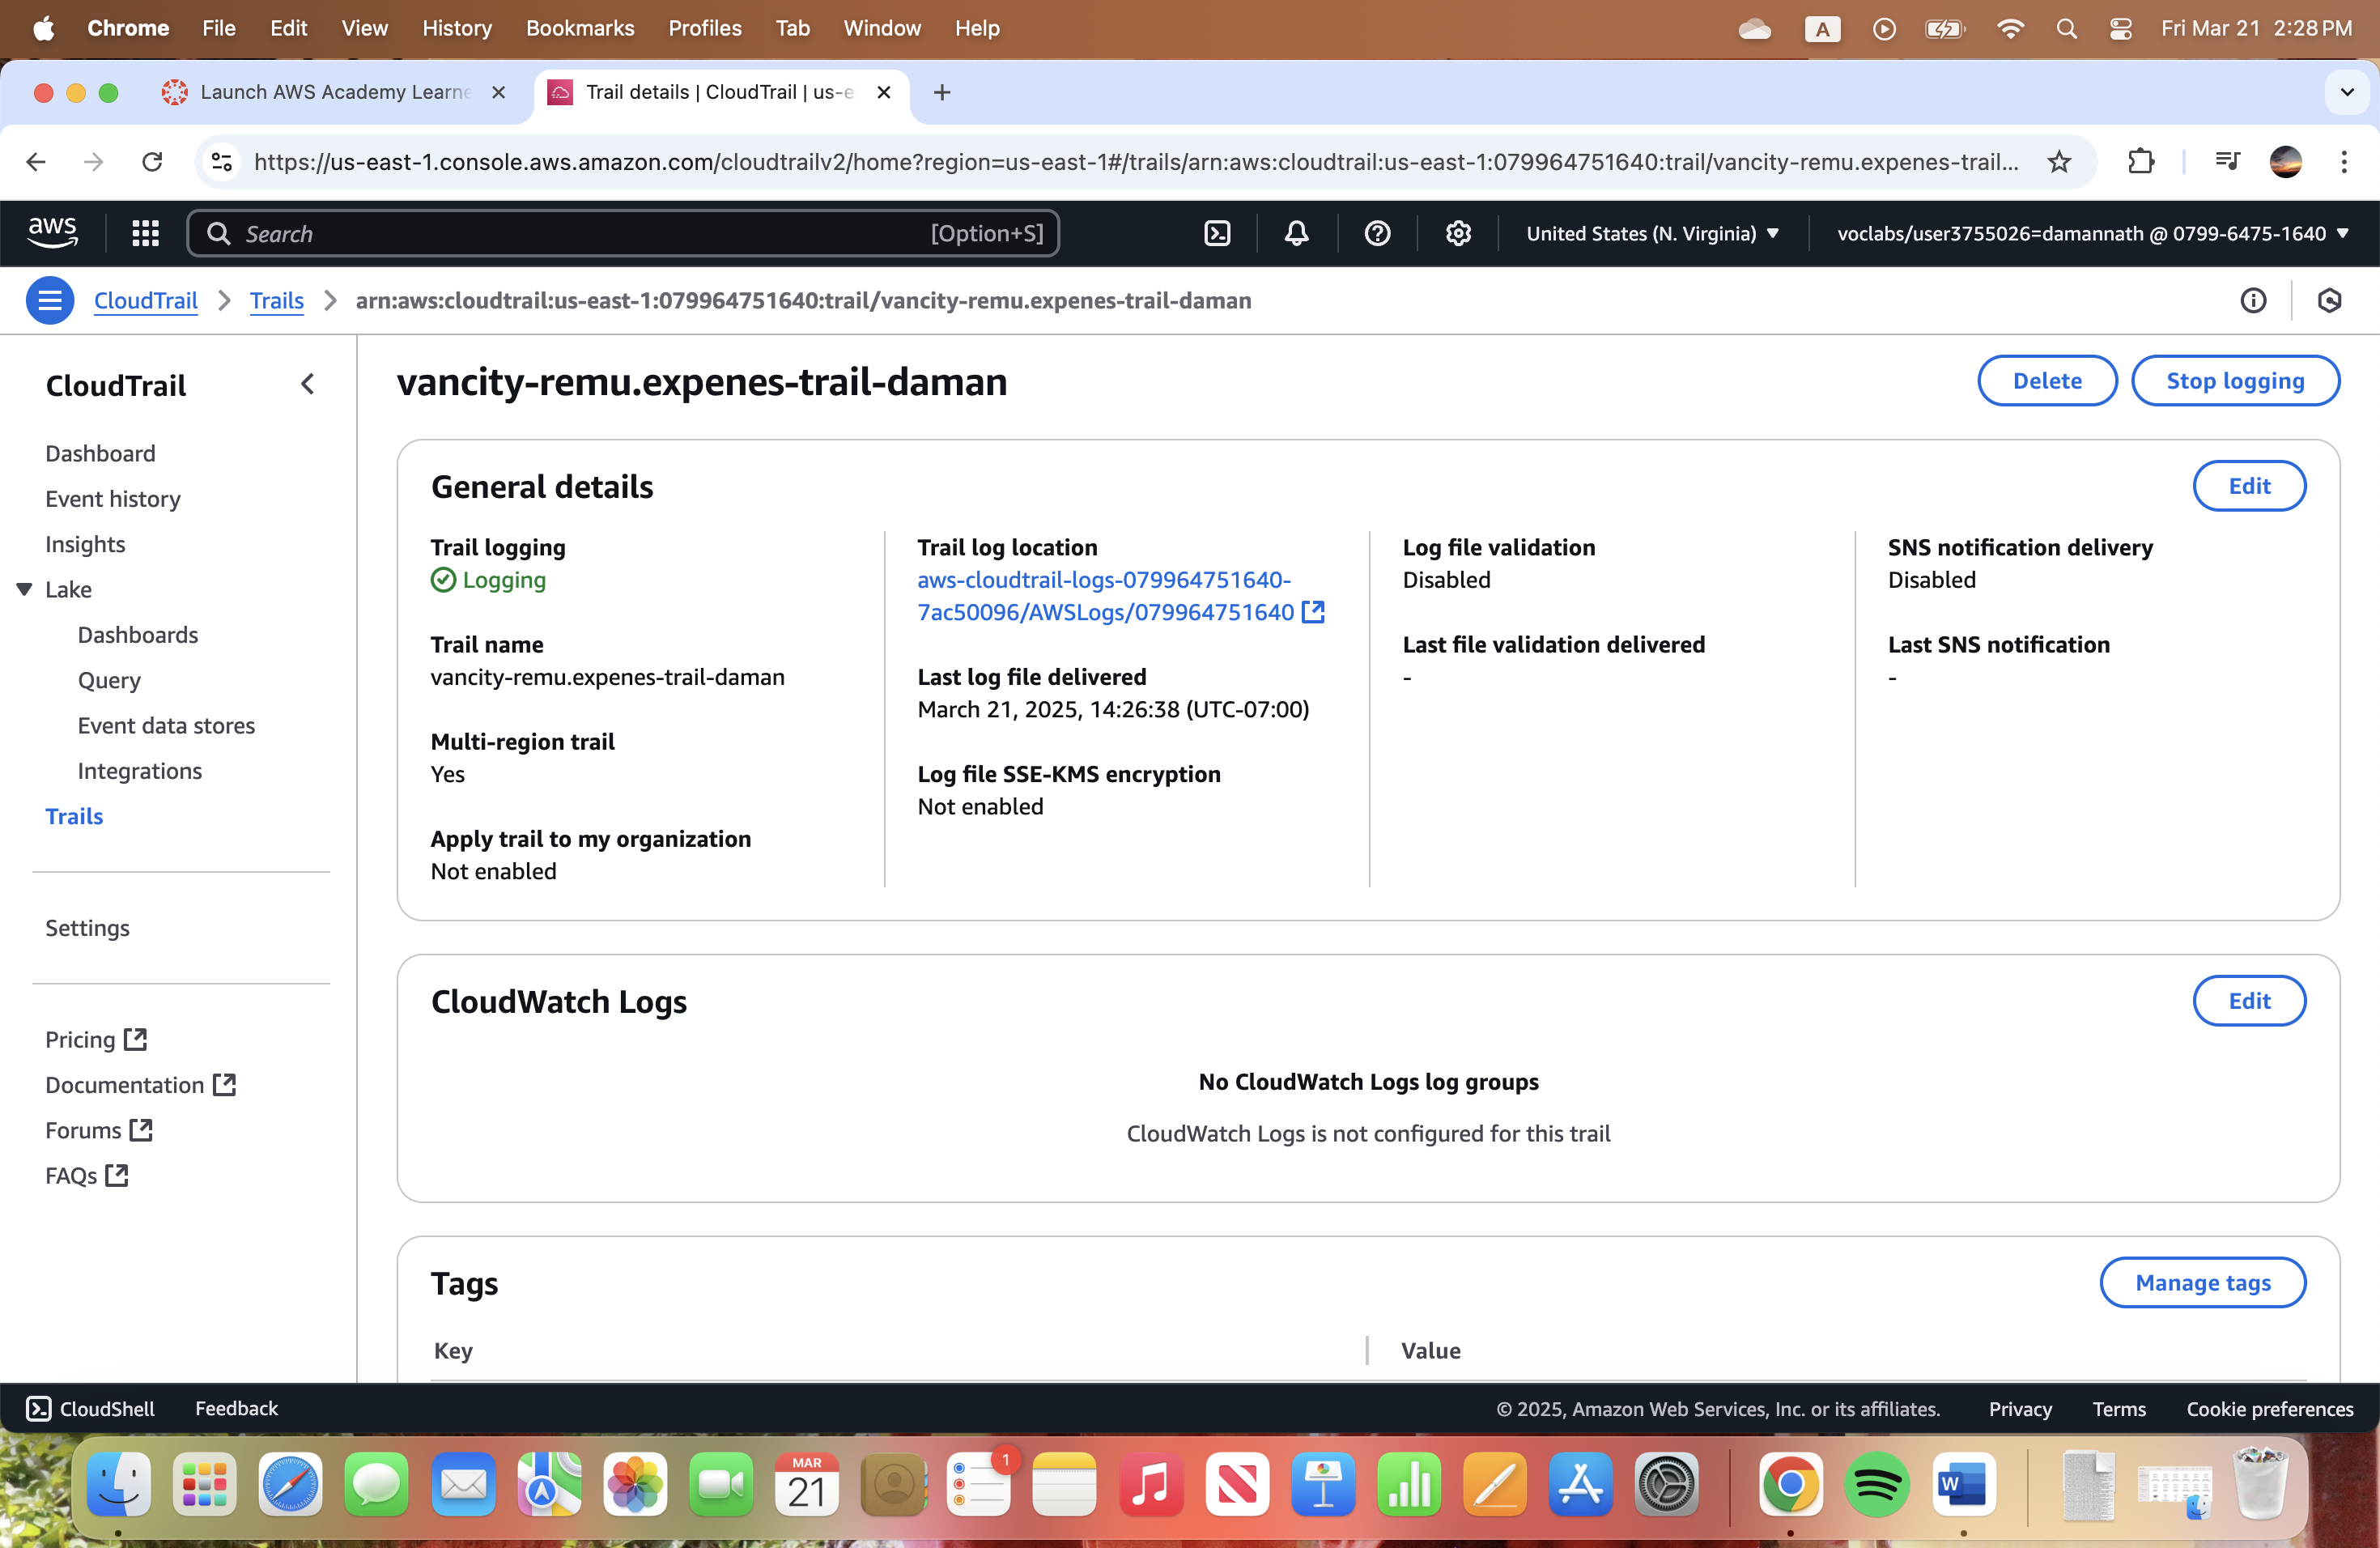 Chrome File Edit View History Bookmarks Profiles Tab Window Help
A
Fri Mar 21 2:28 PM
Launch AWS Academy Learne
Trail details | CloudTrail | us-e
https://us-east-1.console.aws.amazon.com/cloudtrailv2/home?region=us-east-1#/trails/arn:aws:cloudtrail:us-east-1:079964751640:trail/vancity-remu.expenes-trail...
aws
Search
[Option+S]
United States (N. Virginia)
voclabs/user3755026=damannath @ 0799-6475-1640
CloudTrail
Trails
arn:aws:cloudtrail:us-east-1:079964751640:trail/vancity-remu.expenes-trail-daman
CloudTrail
Dashboard
Event history
Insights
Lake
Dashboards
Query
Event data stores
Integrations
Trails
Settings
Pricing
Documentation
Forums
FAQs
vancity-remu.expenes-trail-daman
Delete
Stop logging
General details
Edit
Trail logging
Logging
Trail name
vancity-remu.expenes-trail-daman
Multi-region trail
Yes
Apply trail to my organization
Not enabled
Trail log location
aws-cloudtrail-logs-079964751640-
7ac50096/AWSLogs/079964751640
Last log file delivered
March 21, 2025, 14:26:38 (UTC-07:00)
Log file SSE-KMS encryption
Not enabled
Log file validation
Disabled
Last file validation delivered
-
SNS notification delivery
Disabled
Last SNS notification
-
CloudWatch Logs
Edit
No CloudWatch Logs log groups
CloudWatch Logs is not configured for this trail
Tags
Manage tags
Key
Value
CloudShell
Feedback
© 2025, Amazon Web Services, Inc. or its affiliates.
Privacy
Terms
Cookie preferences
MAR
21
1
W